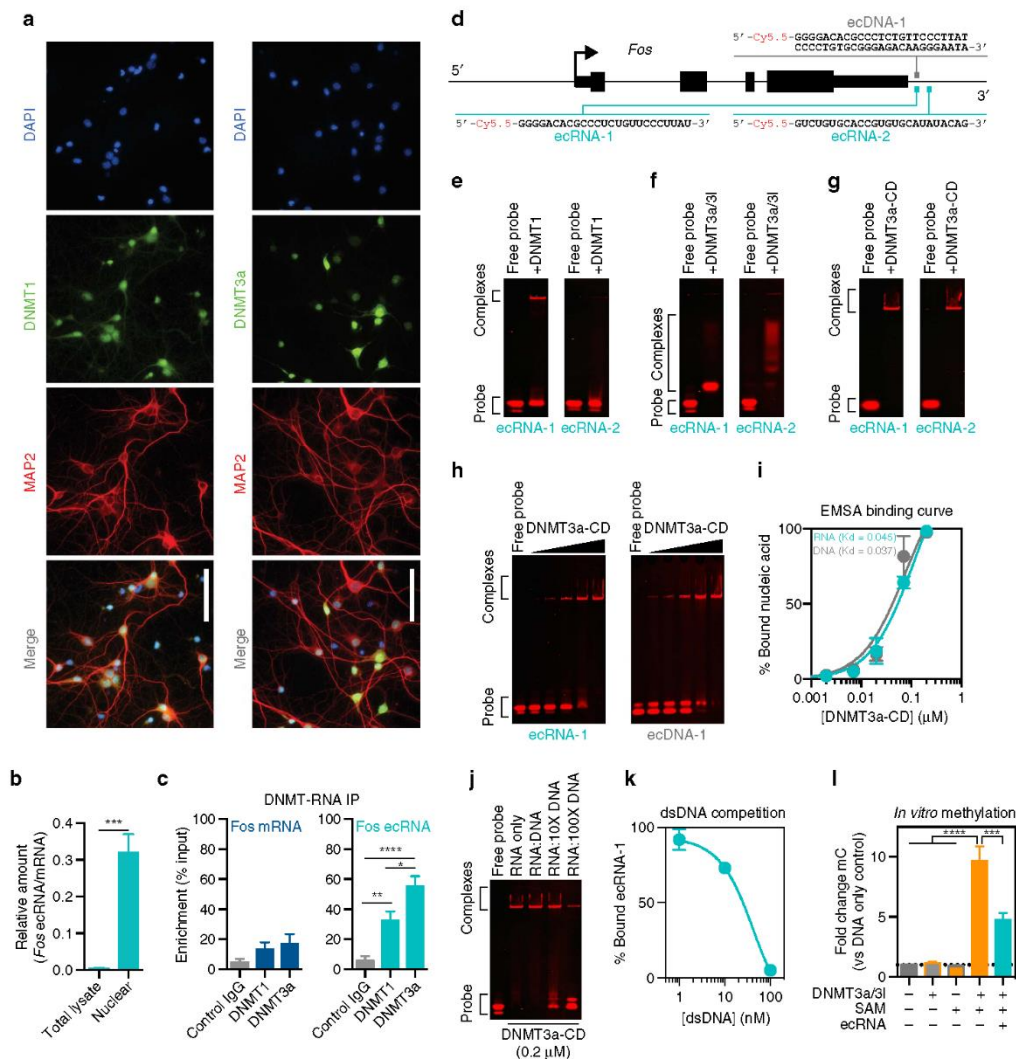 a
DAPI
DAPI
DNMT1
DNMT3a
MAP2
MAP2
Merge
Merge
b
Relative amount
(Fos ecRNA/mRNA)
0.4
0.3
0.2
0.1
0.0
***
Total lysate
Nuclear
c
DNMT-RNA IP
Enrichment (% input)
Fos mRNA
100
80
60
40
20
0
Control IgG
DNMT1
DNMT3a
Fos ecRNA
100
80
60
40
20
0
****
*
**
Control IgG
DNMT1
DNMT3a
d
ecDNA-1
5′-Cy5.5-GGGGACACGCCCTCTGTTCCCTTAT
CCCCTGTGCGGGAGACAAGGGAATA-3′
Fos
5′
3′
5′-Cy5.5-GGGGACACGCCCUCUGUUCCCUUAU-3′
ecRNA-1
5′-Cy5.5-GUCUGUGCACCGUGUGCAUAUACAG-3′
ecRNA-2
e
Free probe
+DNMT1
Free probe
+DNMT1
Complexes
Probe
ecRNA-1
ecRNA-2
f
Free probe
+DNMT3a/3l
Free probe
+DNMT3a/3l
Complexes
Probe
ecRNA-1
ecRNA-2
g
Free probe
+DNMT3a-CD
Free probe
+DNMT3a-CD
Complexes
Probe
ecRNA-1
ecRNA-2
h
Free probe
DNMT3a-CD
Free probe
DNMT3a-CD
Complexes
Probe
ecRNA-1
ecDNA-1
i
EMSA binding curve
% Bound nucleic acid
100
50
0
RNA (Kd = 0.045)
DNA (Kd = 0.037)
0.001
0.01
0.1
1
[DNMT3a-CD] (μM)
j
Free probe
RNA only
RNA:DNA
RNA:10X DNA
RNA:100X DNA
Complexes
Probe
DNMT3a-CD
(0.2 μM)
k
dsDNA competition
% Bound ecRNA-1
100
50
0
1
10
100
[dsDNA] (nM)
l
In vitro methylation
Fold change mC
(vs DNA only control)
10
5
1
0
****
***
DNMT3a/3l – + – + +
SAM – – + + +
ecRNA – – – – +